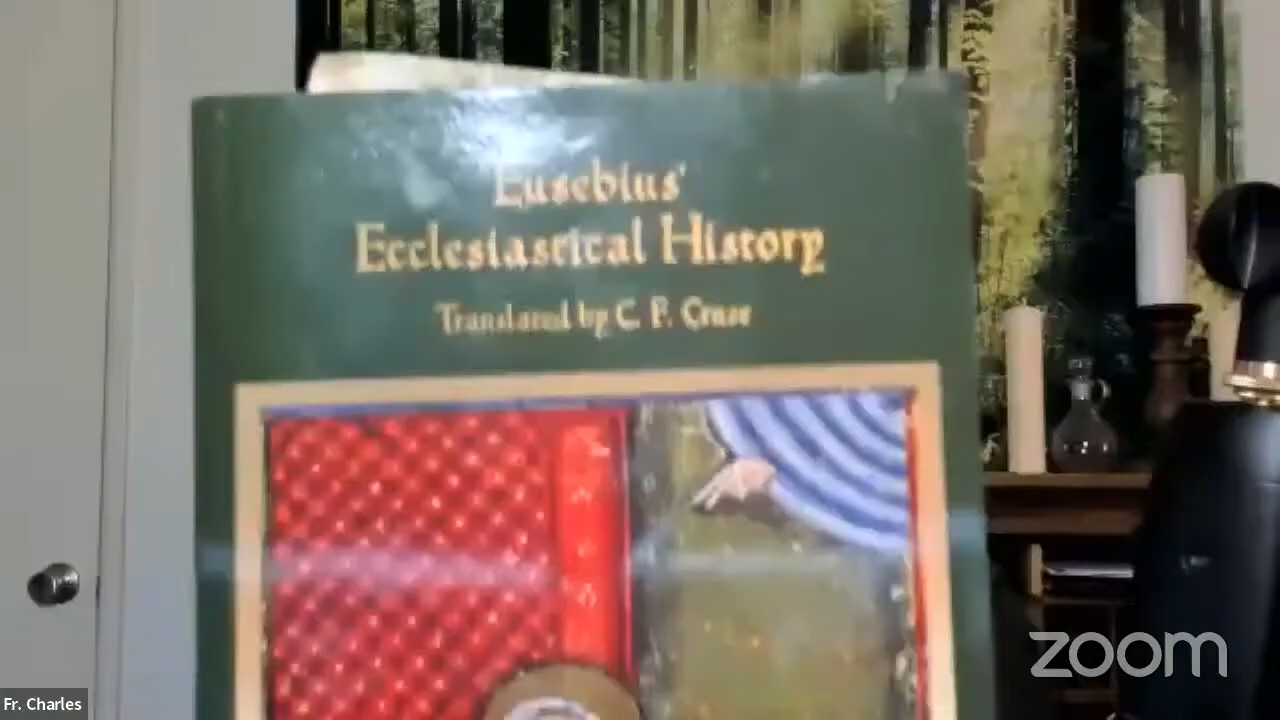 Eusebius'
Ecclesiastical History
Translated by C. F. Cruse
zoom
Fr. Charles